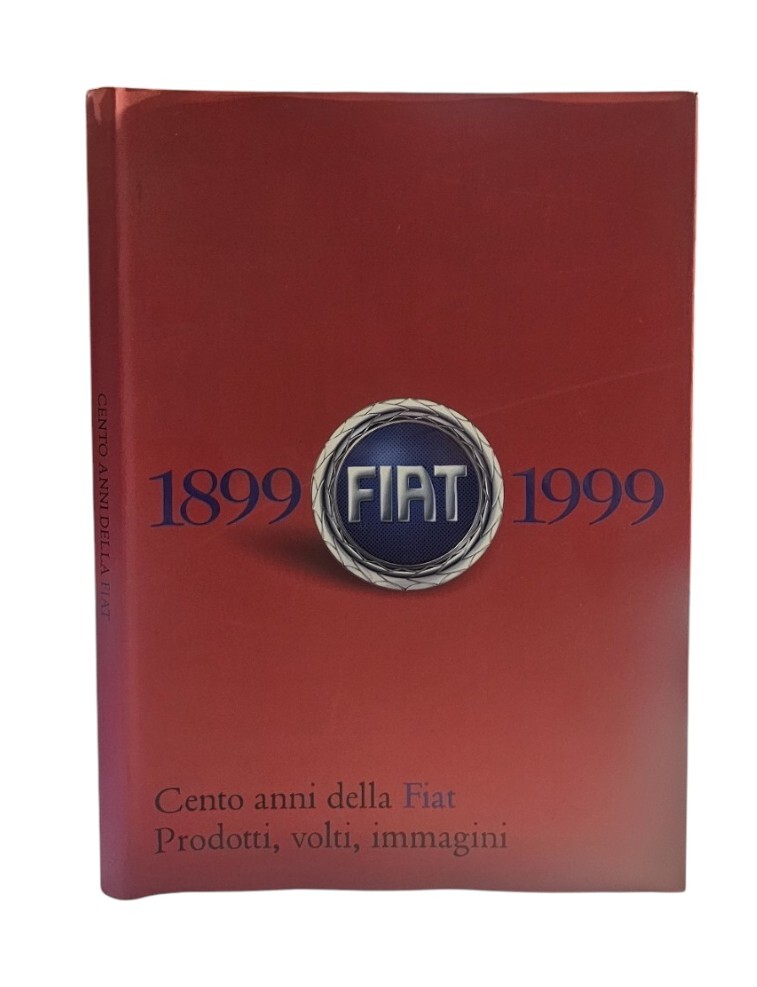 CENTO ANNI DELLA FIAT
1899 FIAT 1999
Cento anni della Fiat
Prodotti, volti, immagini